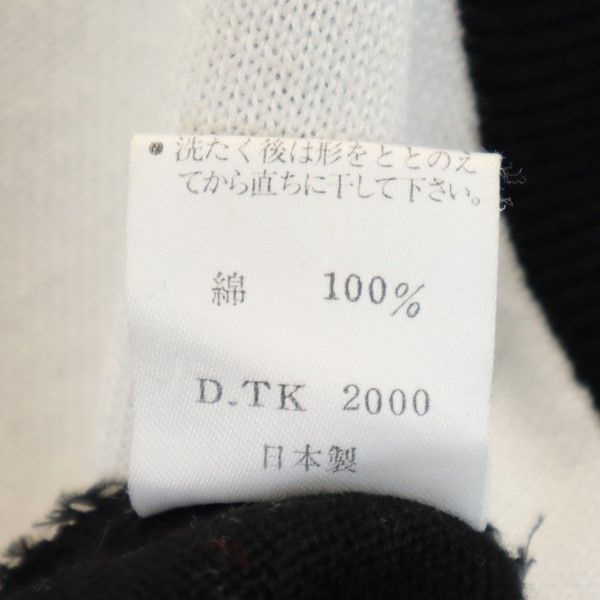 ● 洗たく後は形をととのえ
てから直ちに干して下さい。
綿 100%
D.TK 2000
日本製